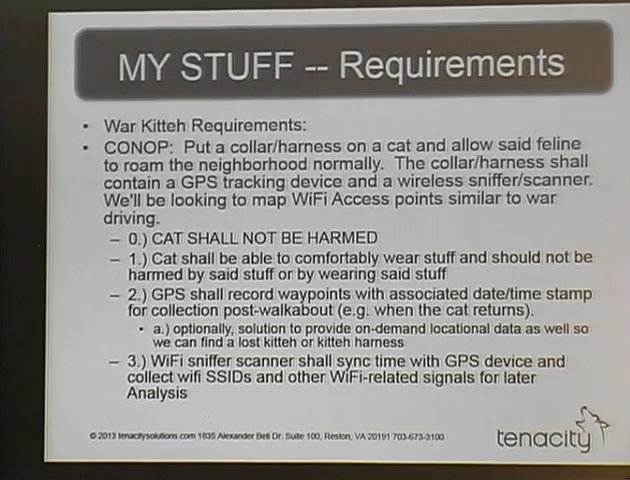 MY STUFF -- Requirements
• War Kitteh Requirements:
• CONOP: Put a collar/harness on a cat and allow said feline
to roam the neighborhood normally. The collar/harness shall
contain a GPS tracking device and a wireless sniffer/scanner.
We'll be looking to map WiFi Access points similar to war
driving.
– 0.) CAT SHALL NOT BE HARMED
– 1.) Cat shall be able to comfortably wear stuff and should not be
harmed by said stuff or by wearing said stuff
– 2.) GPS shall record waypoints with associated date/time stamp
for collection post-walkabout (e.g. when the cat returns).
• a.) optionally, solution to provide on-demand locational data as well so
we can find a lost kitteh or kitteh harness
– 3.) WiFi sniffer scanner shall sync time with GPS device and
collect wifi SSIDs and other WiFi-related signals for later
Analysis
© 2013 tenacitysolutions.com 1835 Alexander Bell Dr. Suite 100, Reston, VA 20191 703-673-3100
tenacity